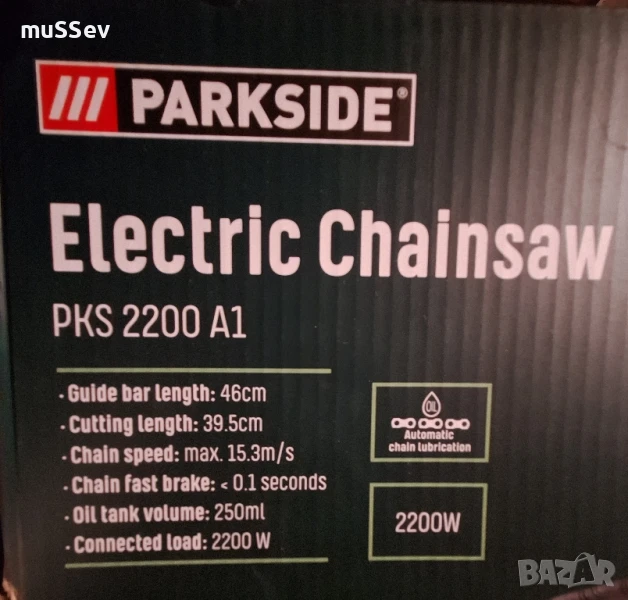 muSSev
/// PARKSIDE®
Electric Chainsaw
PKS 2200 A1
· Guide bar length: 46cm
· Cutting length: 39.5cm
· Chain speed: max. 15.3m/s
· Chain fast brake: < 0.1 seconds
· Oil tank volume: 250ml
· Connected load: 2200 W
OIL
Automatic
chain lubrication
2200W
BAZAR